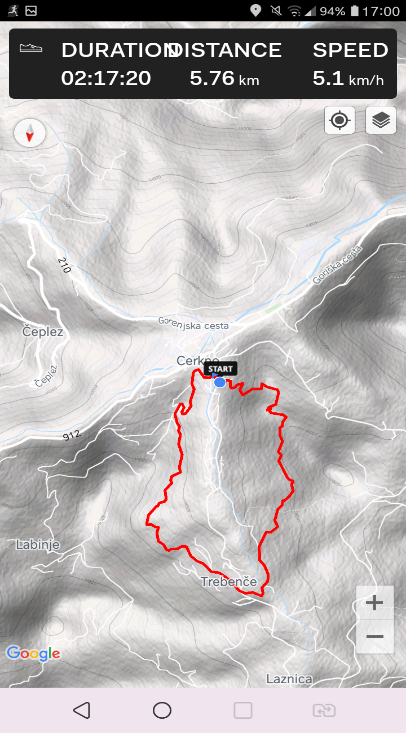 94% 17:00
DURATION DISTANCE SPEED
02:17:20 5.76 km 5.1 km/h
210
Goriška cesta
Gorenjska cesta
Čeplez
Cerkno
START
Čeplez
912
Labinje
Trebenče
+
−
Google
Laznica